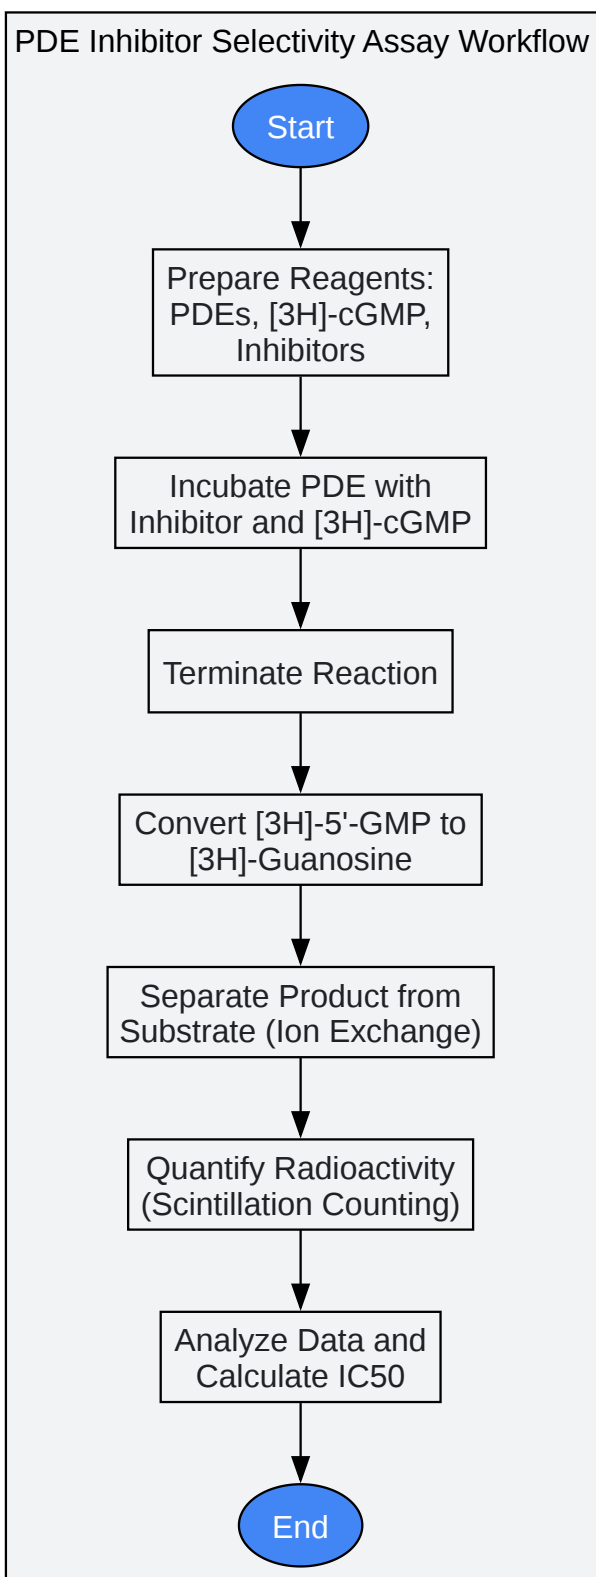 PDE Inhibitor Selectivity Assay Workflow
Start
Prepare Reagents:
PDEs, [3H]-cGMP,
Inhibitors
Incubate PDE with
Inhibitor and [3H]-cGMP
Terminate Reaction
Convert [3H]-5'-GMP to
[3H]-Guanosine
Separate Product from
Substrate (Ion Exchange)
Quantify Radioactivity
(Scintillation Counting)
Analyze Data and
Calculate IC50
End